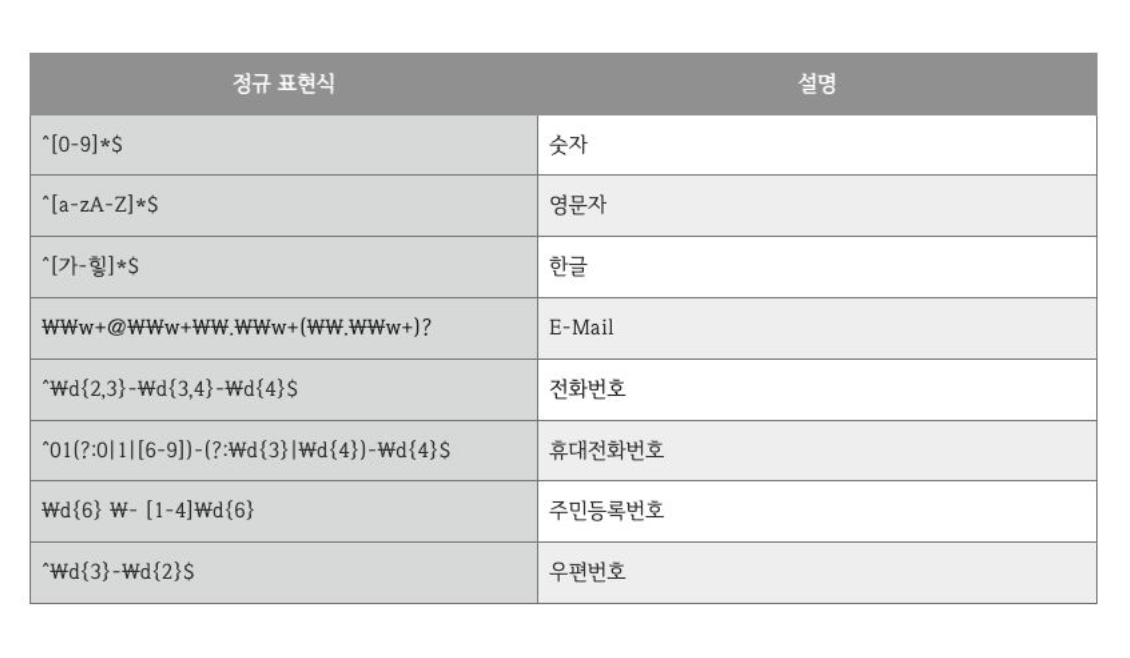 정규 표현식 설명
^[0-9]*$ 숫자
^[a-zA-Z]*$ 영문자
^[가-힣]*$ 한글
₩₩w+@₩₩w+₩₩.₩₩w+(₩₩.₩₩w+)? E-Mail
^₩d{2,3}-₩d{3,4}-₩d{4}$ 전화번호
^01(?:0|1|[6-9])-(?:₩d{3}|₩d{4})-₩d{4}$ 휴대전화번호
₩d{6} ₩- [1-4]₩d{6} 주민등록번호
^₩d{3}-₩d{2}$ 우편번호